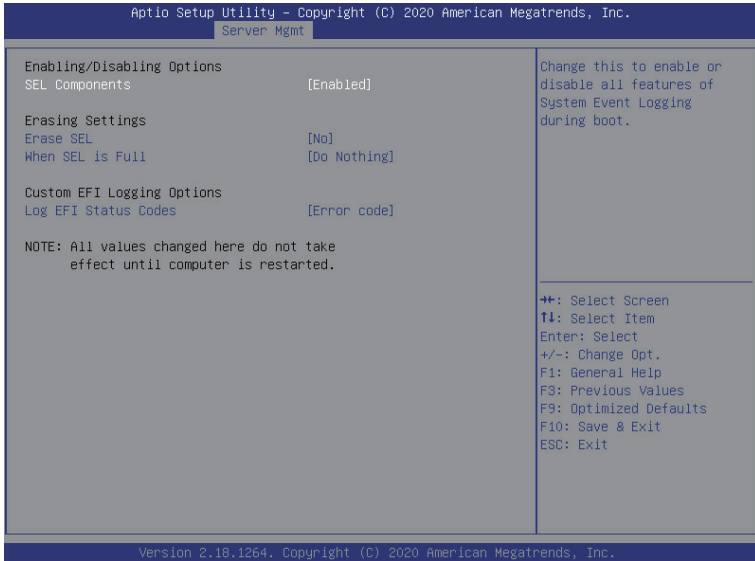 Aptio Setup Utility – Copyright (C) 2020 American Megatrends, Inc.
Server Mgmt
Enabling/Disabling Options
SEL Components [Enabled]
Erasing Settings
Erase SEL [No]
When SEL is Full [Do Nothing]
Custom EFI Logging Options
Log EFI Status Codes [Error code]
NOTE: All values changed here do not take
effect until computer is restarted.
Change this to enable or
disable all features of
System Event Logging
during boot.
→←: Select Screen
↑↓: Select Item
Enter: Select
+/-: Change Opt.
F1: General Help
F3: Previous Values
F9: Optimized Defaults
F10: Save & Exit
ESC: Exit
Version 2.18.1264. Copyright (C) 2020 American Megatrends, Inc.